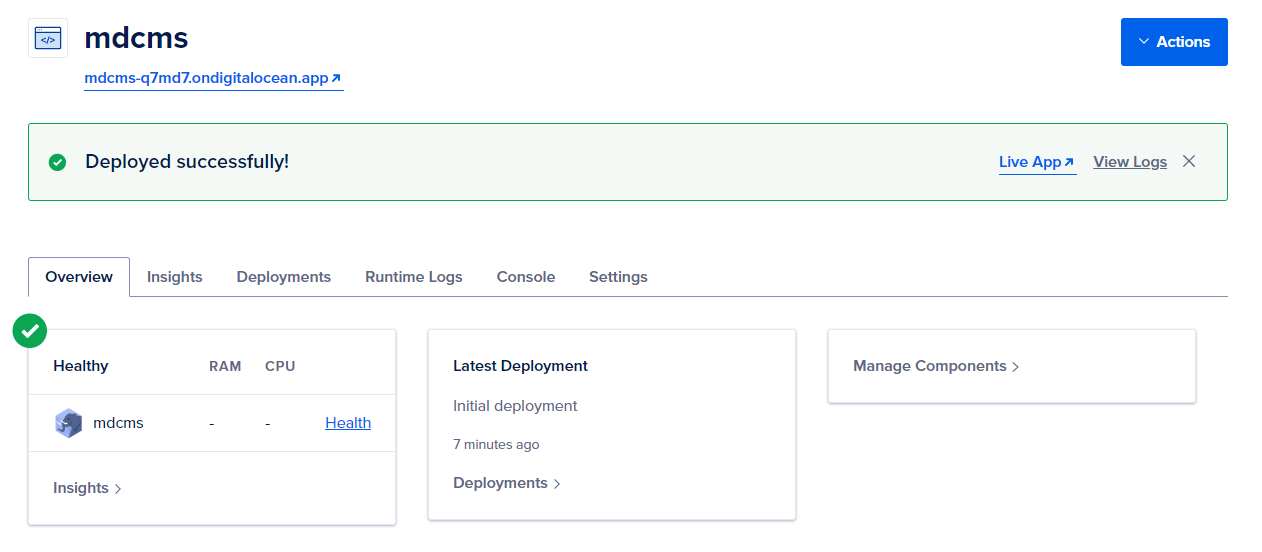 </>
mdcms
Actions
mdcms-q7md7.ondigitalocean.app
Deployed successfully!
Live App
View Logs
Overview
Insights
Deployments
Runtime Logs
Console
Settings
Healthy
RAM
CPU
mdcms
-
-
Health
Insights
Latest Deployment
Initial deployment
7 minutes ago
Deployments
Manage Components